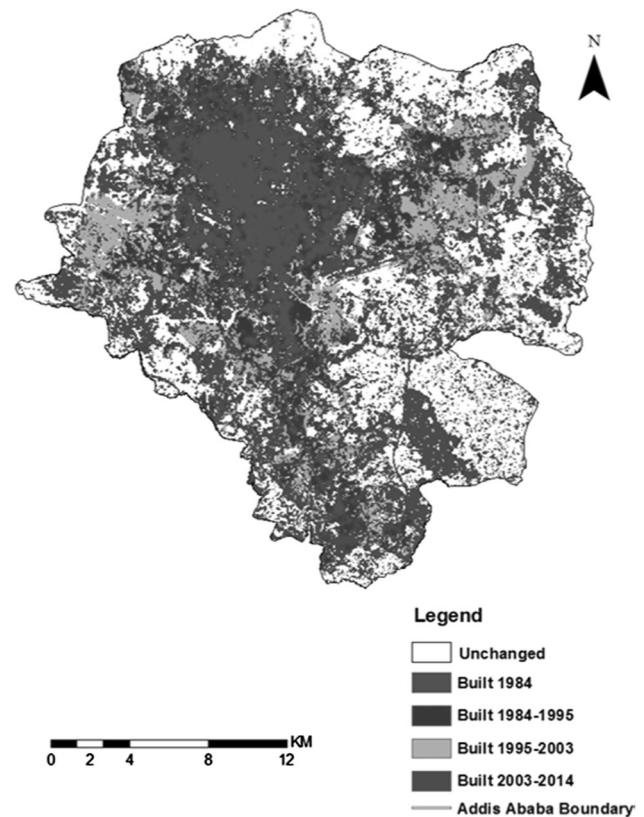 N
Legend
Unchanged
Built 1984
Built 1984-1995
Built 1995-2003
Built 2003-2014
Addis Ababa Boundary
KM
0 2 4 8 12